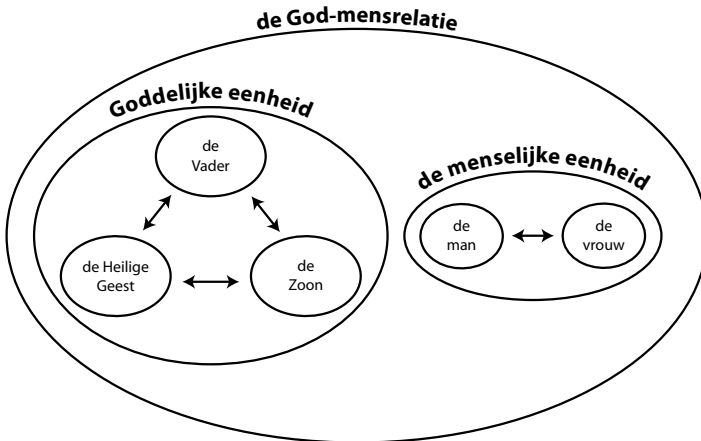 de God-mensrelatie
Goddelijke eenheid
de
Vader
de Heilige
Geest
de
Zoon
de menselijke eenheid
de
man
de
vrouw